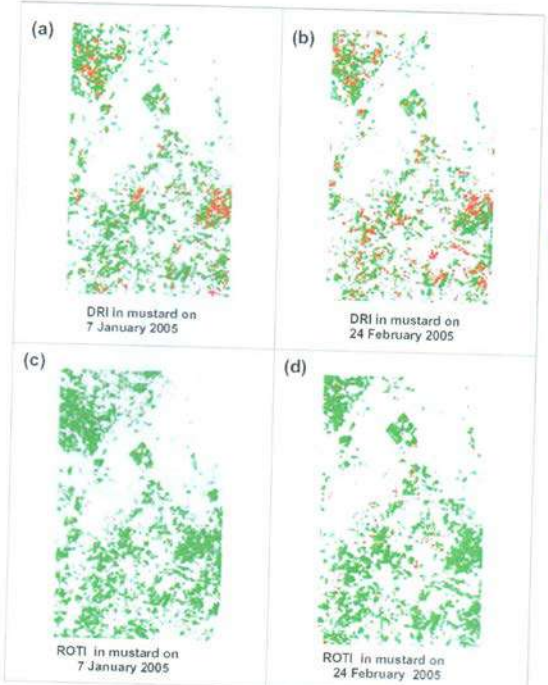 (a)
(b)
DRI in mustard on
7 January 2005
DRI in mustard on
24 February 2005
(c)
(d)
ROTI in mustard on
7 January 2005
ROTI in mustard on
24 February 2005